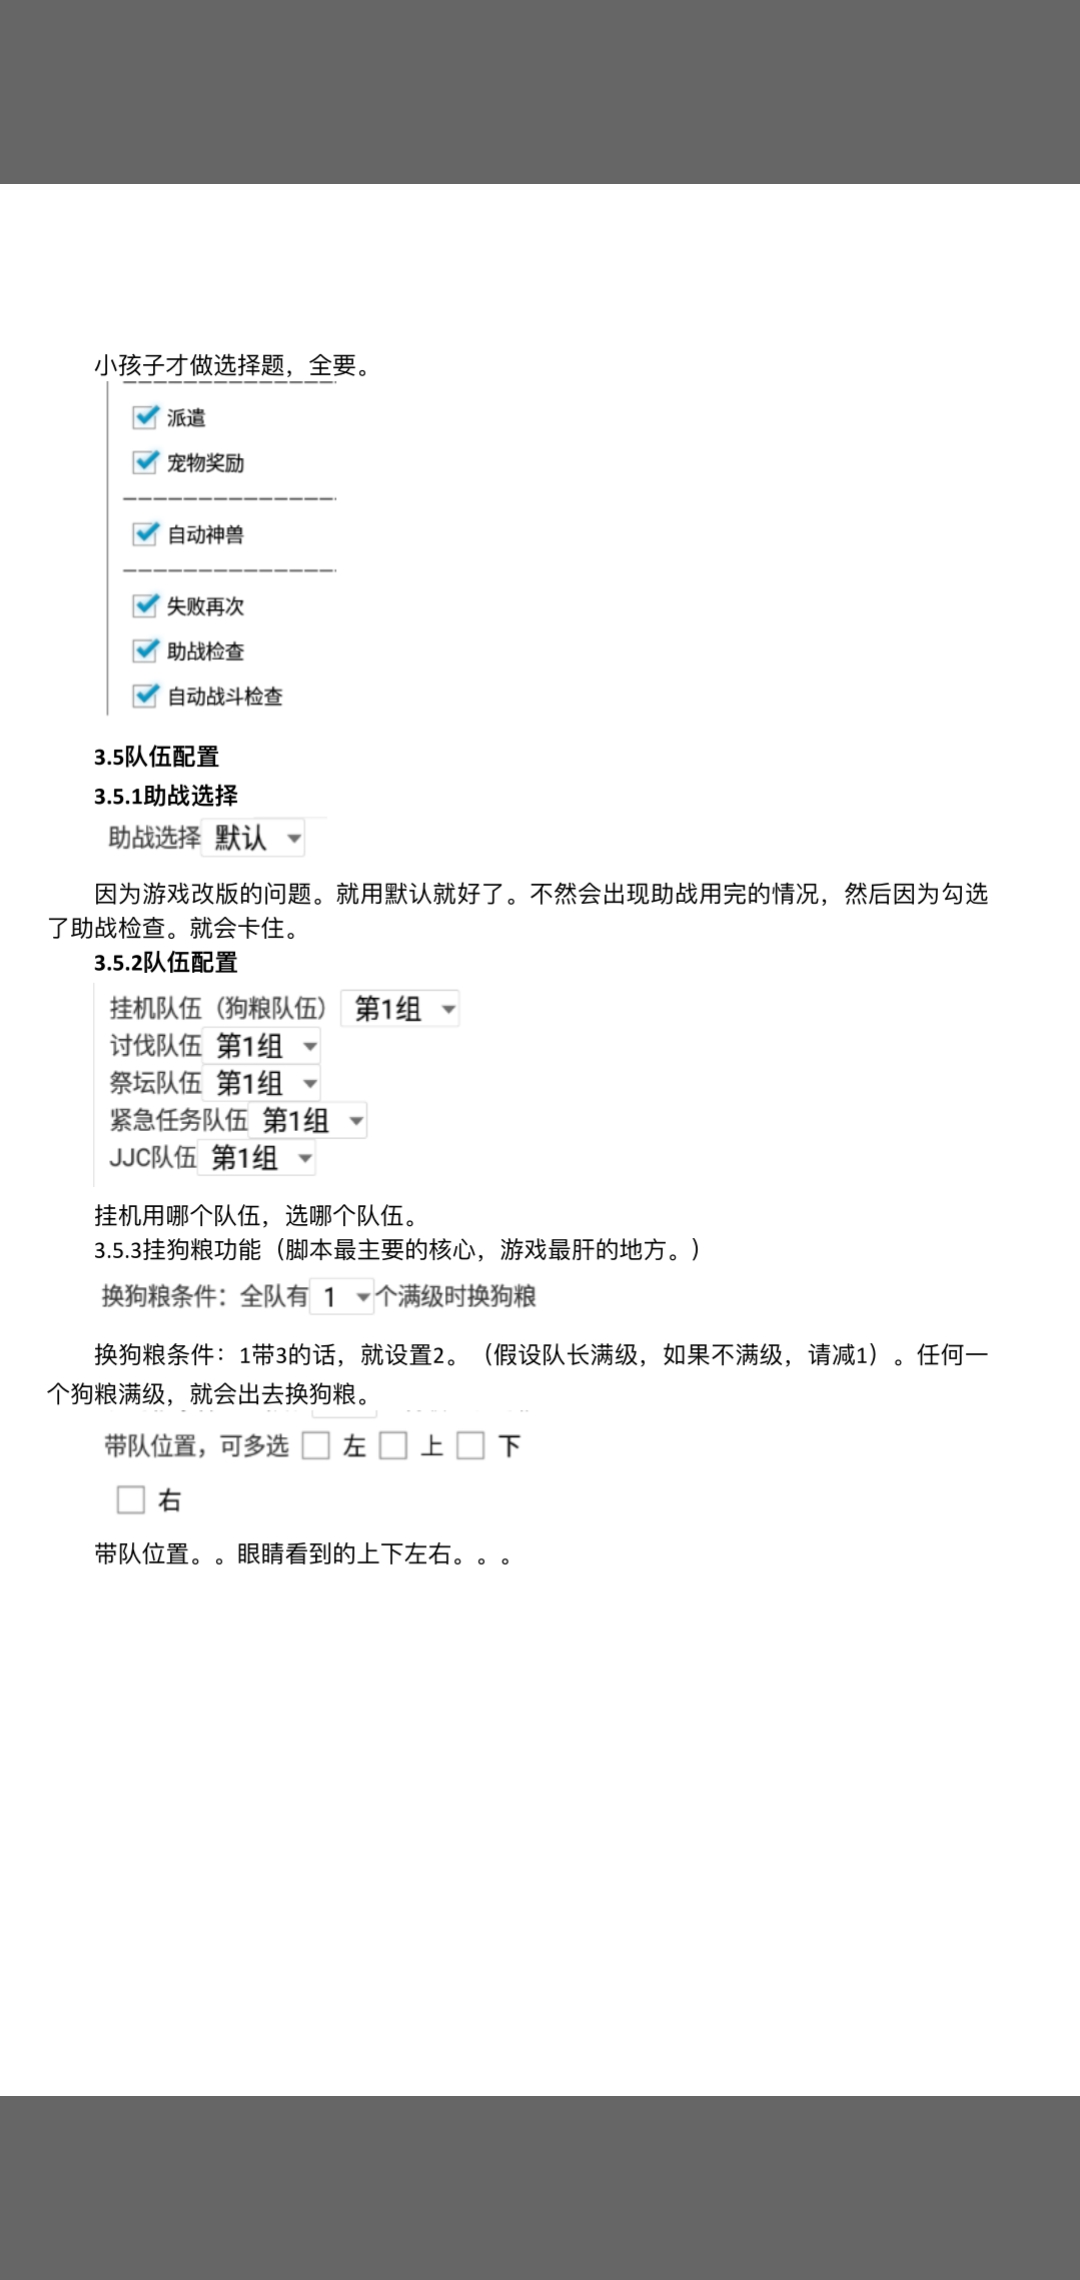 小孩子才做选择题，全要。
派遣
宠物奖励
自动神兽
失败再次
助战检查
自动战斗检查
3.5队伍配置
3.5.1助战选择
助战选择 默认
因为游戏改版的问题。就用默认就好了。不然会出现助战用完的情况，然后因为勾选
了助战检查。就会卡住。
3.5.2队伍配置
挂机队伍（狗粮队伍） 第1组
讨伐队伍 第1组
祭坛队伍 第1组
紧急任务队伍 第1组
JJC队伍 第1组
挂机用哪个队伍，选哪个队伍。
3.5.3挂狗粮功能（脚本最主要的核心，游戏最肝的地方。）
换狗粮条件：全队有 1 个满级时换狗粮
换狗粮条件：1带3的话，就设置2。（假设队长满级，如果不满级，请减1）。任何一
个狗粮满级，就会出去换狗粮。
带队位置，可多选 左 上 下
右
带队位置。。眼睛看到的上下左右。。。